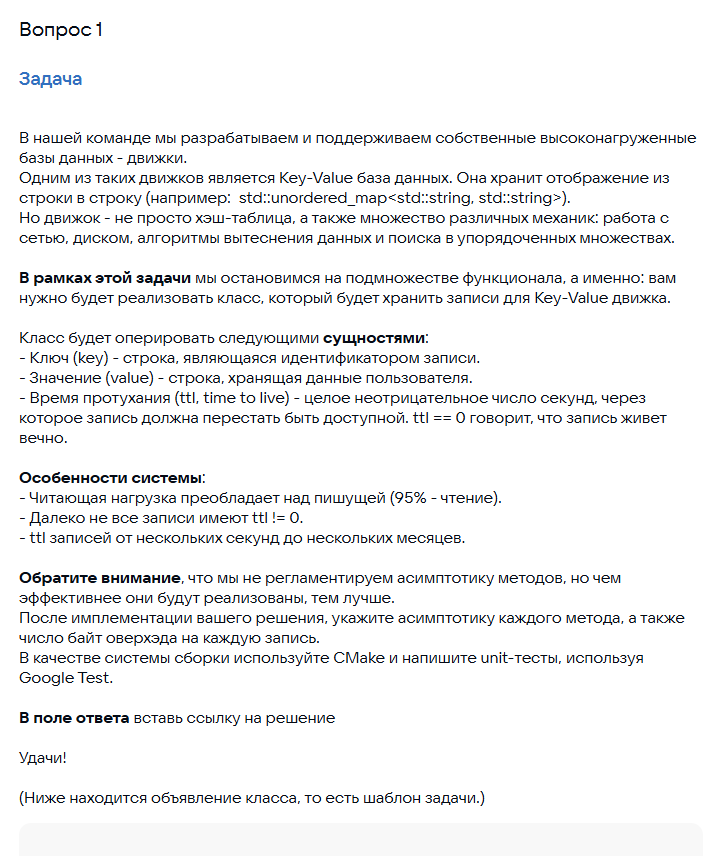 Вопрос 1
Задача
В нашей команде мы разрабатываем и поддерживаем собственные высоконагруженные
базы данных - движки.
Одним из таких движков является Key-Value база данных. Она хранит отображение из
строки в строку (например:  std::unordered_map<std::string, std::string>).
Но движок - не просто хэш-таблица, а также множество различных механик: работа с
сетью, диском, алгоритмы вытеснения данных и поиска в упорядоченных множествах.
В рамках этой задачи мы остановимся на подмножестве функционала, а именно: вам
нужно будет реализовать класс, который будет хранить записи для Key-Value движка.
Класс будет оперировать следующими сущностями:
- Ключ (key) - строка, являющаяся идентификатором записи.
- Значение (value) - строка, хранящая данные пользователя.
- Время протухания (ttl, time to live) - целое неотрицательное число секунд, через
которое запись должна перестать быть доступной. ttl == 0 говорит, что запись живет
вечно.
Особенности системы:
- Читающая нагрузка преобладает над пишущей (95% - чтение).
- Далеко не все записи имеют ttl != 0.
- ttl записей от нескольких секунд до нескольких месяцев.
Обратите внимание, что мы не регламентируем асимптотику методов, но чем
эффективнее они будут реализованы, тем лучше.
После имплементации вашего решения, укажите асимптотику каждого метода, а также
число байт оверхэда на каждую запись.
В качестве системы сборки используйте CMake и напишите unit-тесты, используя
Google Test.
В поле ответа вставь ссылку на решение
Удачи!
(Ниже находится объявление класса, то есть шаблон задачи.)